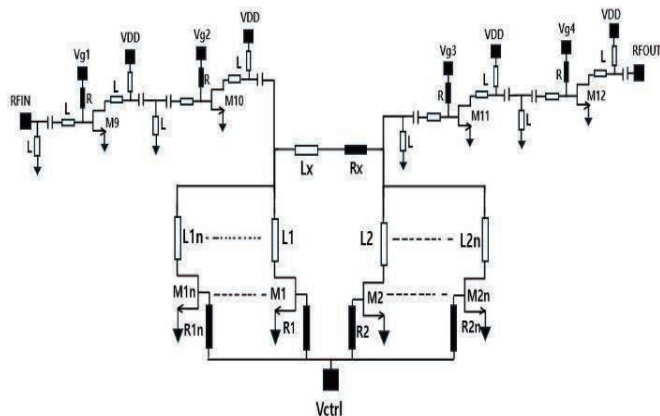 VDD
VDD
Vg1
Vg2
L
L
R
L
R
L
M10
RFIN
L
M9
L
L
VDD
VDD
Vg3
Vg4
RFOUT
L
L
R
L
R
L
M12
M11
L
L
Lx
Rx
L1n
L1
L2
L2n
M1n
M1
M2
M2n
R1n
R1
R2
R2n
Vctrl